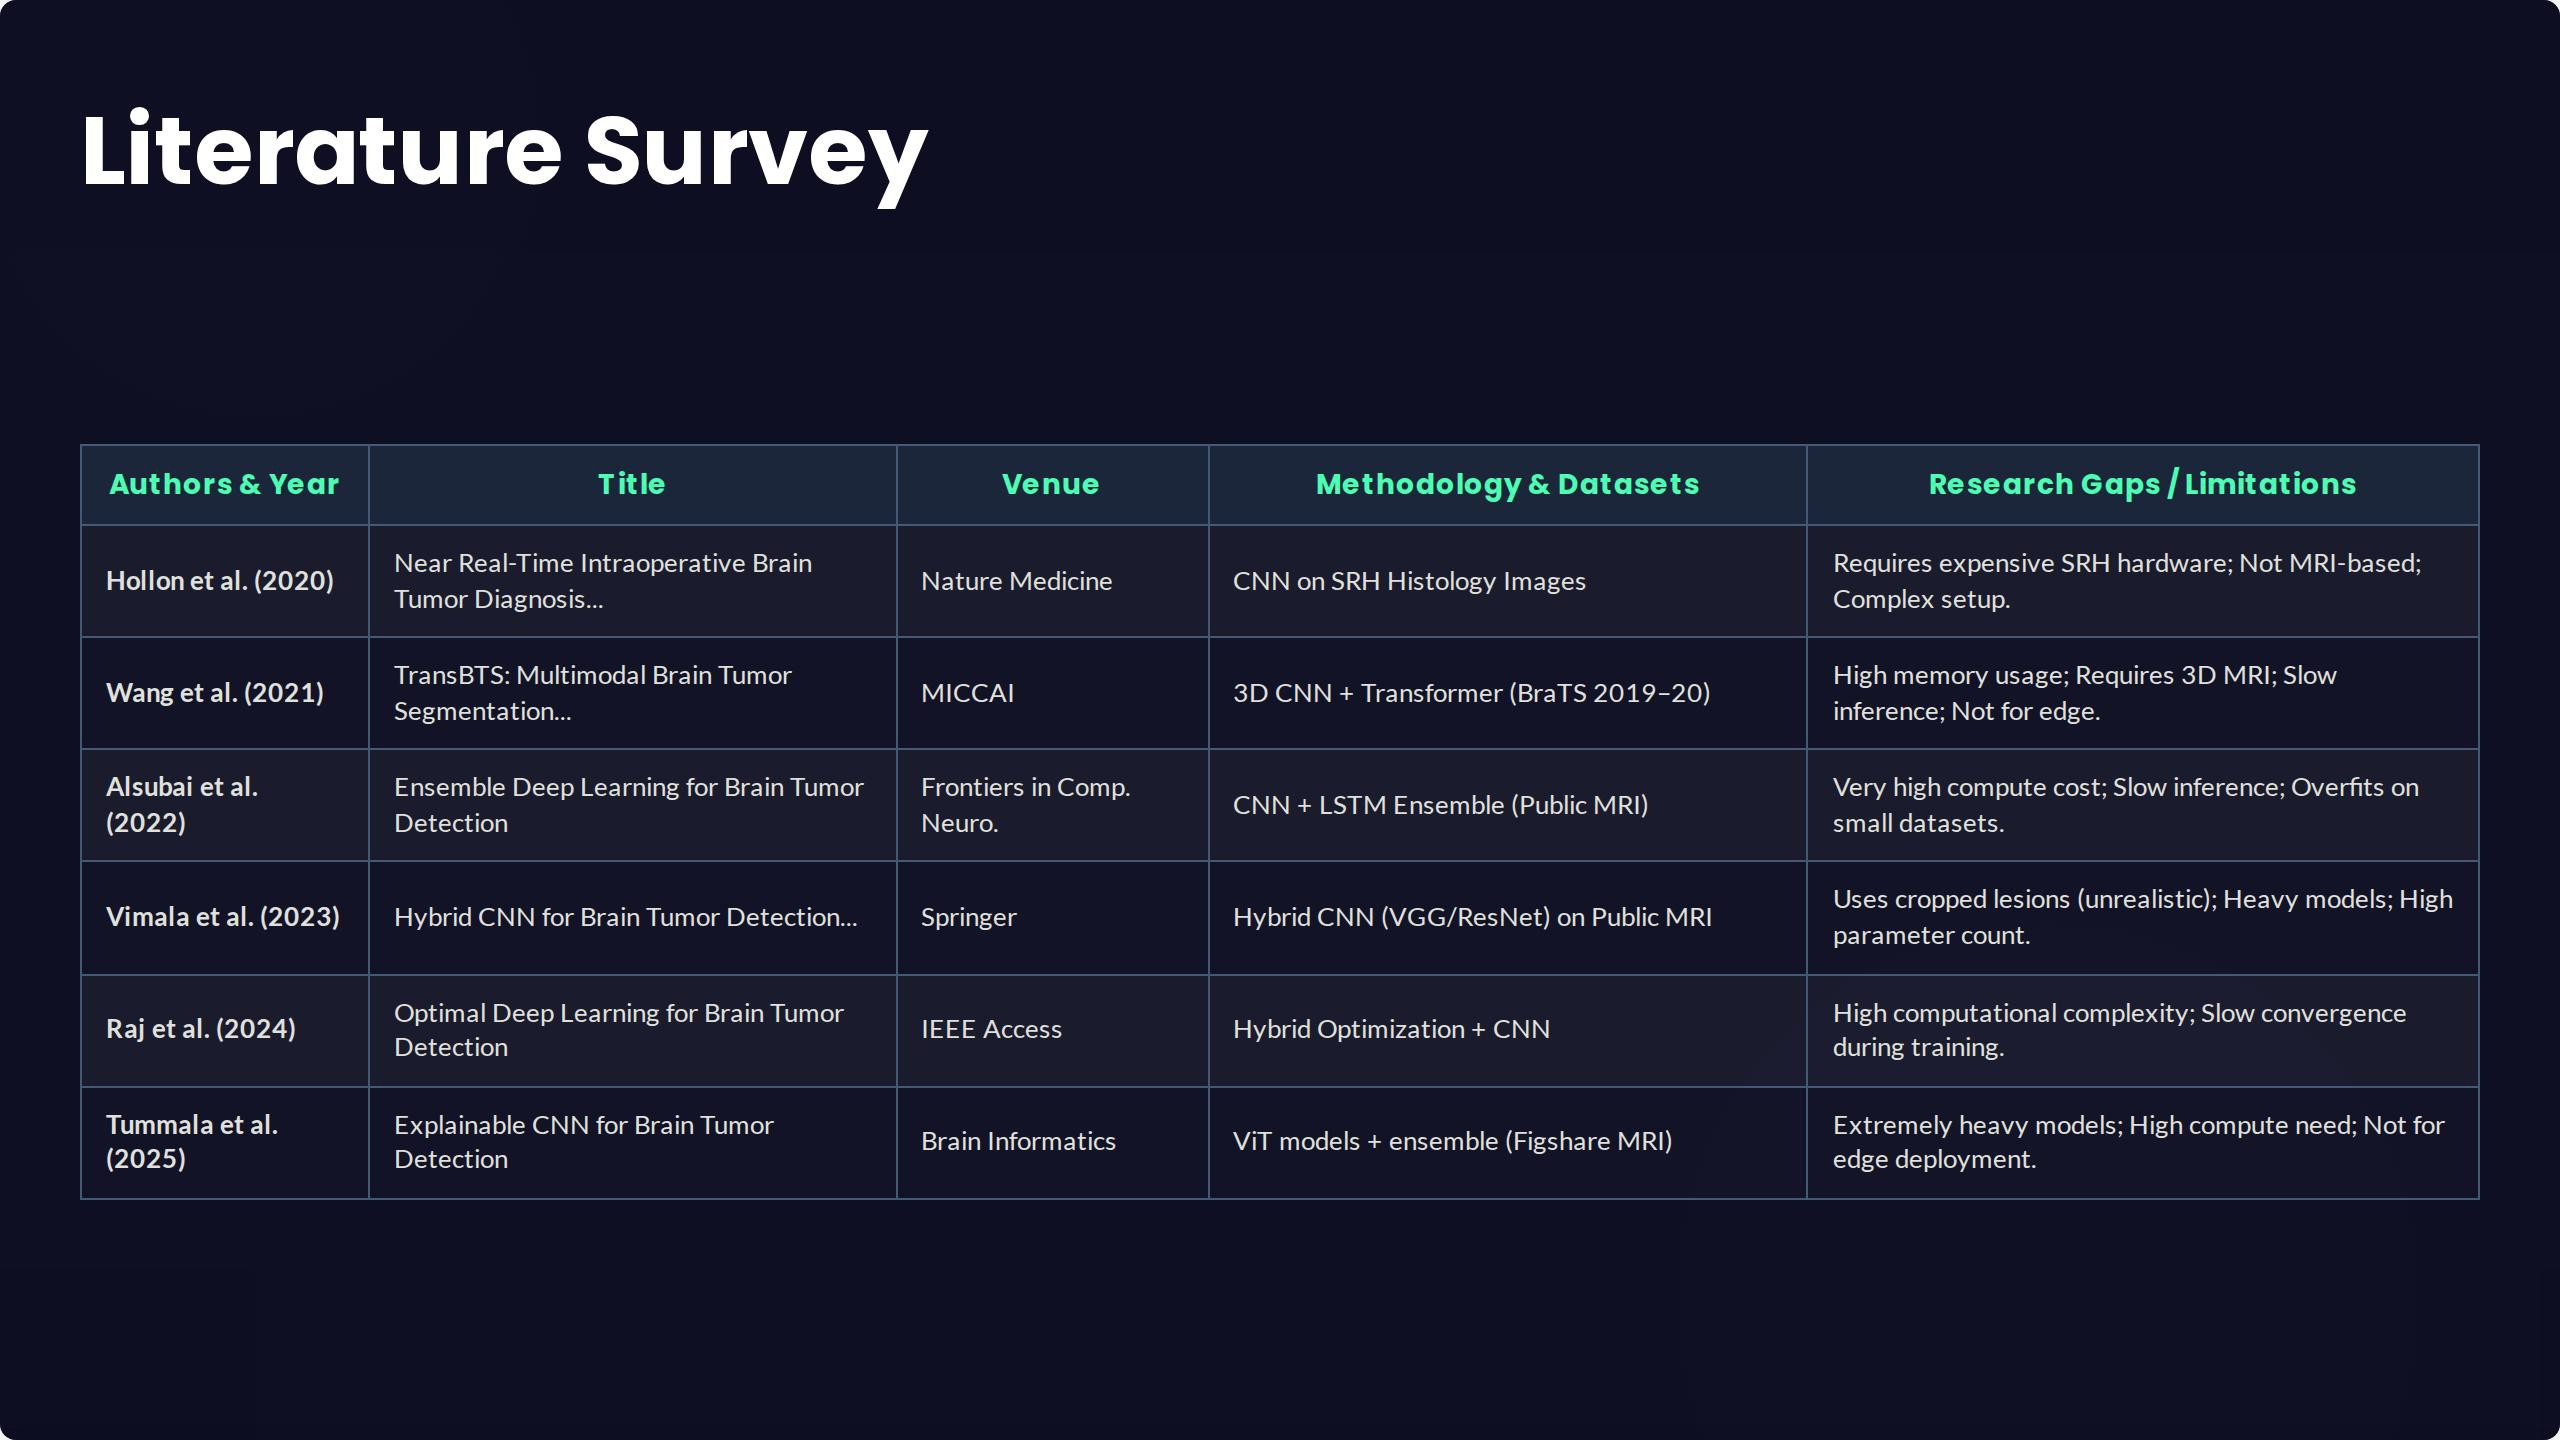 Literature Survey
Authors & Year
Title
Venue
Methodology & Datasets
Research Gaps / Limitations
Hollon et al. (2020)
Near Real-Time Intraoperative Brain
Tumor Diagnosis...
Nature Medicine
CNN on SRH Histology Images
Requires expensive SRH hardware; Not MRI-based;
Complex setup.
Wang et al. (2021)
TransBTS: Multimodal Brain Tumor
Segmentation...
MICCAI
3D CNN + Transformer (BraTS 2019–20)
High memory usage; Requires 3D MRI; Slow
inference; Not for edge.
Alsubai et al.
(2022)
Ensemble Deep Learning for Brain Tumor
Detection
Frontiers in Comp.
Neuro.
CNN + LSTM Ensemble (Public MRI)
Very high compute cost; Slow inference; Overfits on
small datasets.
Vimala et al. (2023)
Hybrid CNN for Brain Tumor Detection...
Springer
Hybrid CNN (VGG/ResNet) on Public MRI
Uses cropped lesions (unrealistic); Heavy models; High
parameter count.
Raj et al. (2024)
Optimal Deep Learning for Brain Tumor
Detection
IEEE Access
Hybrid Optimization + CNN
High computational complexity; Slow convergence
during training.
Tummala et al.
(2025)
Explainable CNN for Brain Tumor
Detection
Brain Informatics
ViT models + ensemble (Figshare MRI)
Extremely heavy models; High compute need; Not for
edge deployment.